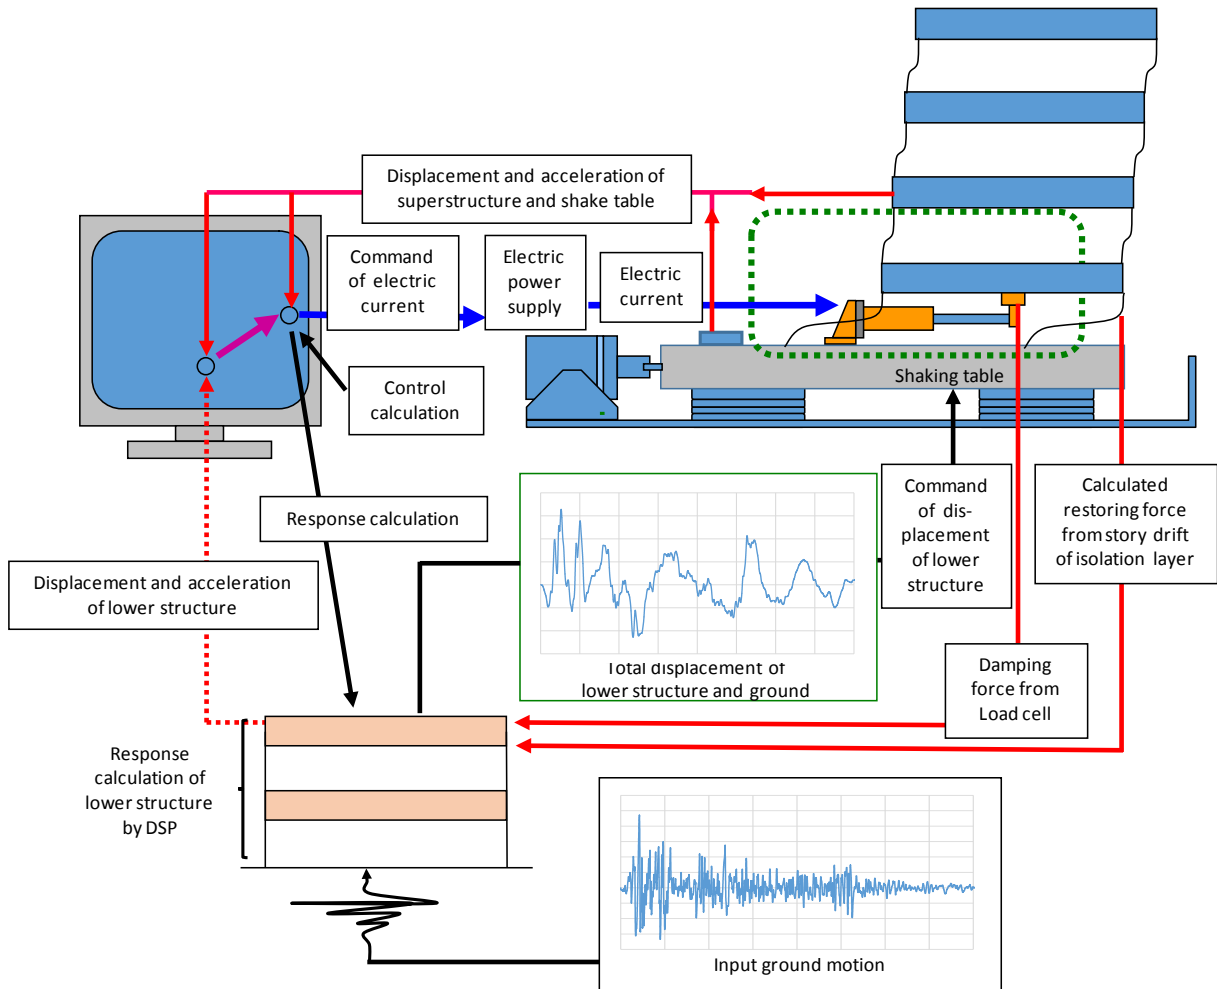 Displacement and acceleration of
superstructure and shake table
Command
of electric
current
Electric
power
supply
Electric
current
Shaking table
Control
calculation
Response calculation
Command
of dis-
placement
of lower
structure
Calculated
restoring force
from story drift
of isolation layer
Displacement and acceleration
of lower structure
Total displacement of
lower structure and ground
Damping
force from
Load cell
Response
calculation of
lower structure
by DSP
Input ground motion